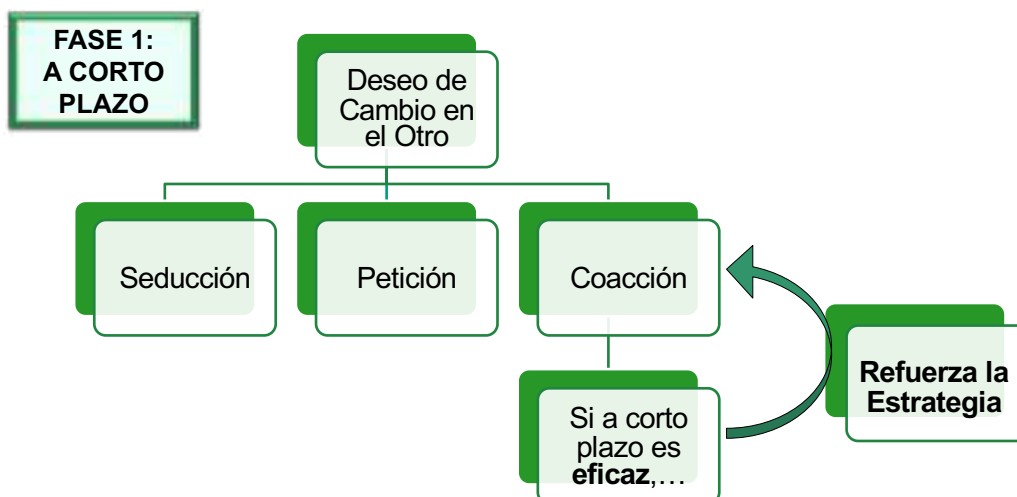 FASE 1:
A CORTO
PLAZO
Deseo de
Cambio en
el Otro
Seducción
Petición
Coacción
Refuerza la
Estrategia
Si a corto
plazo es
eficaz,…